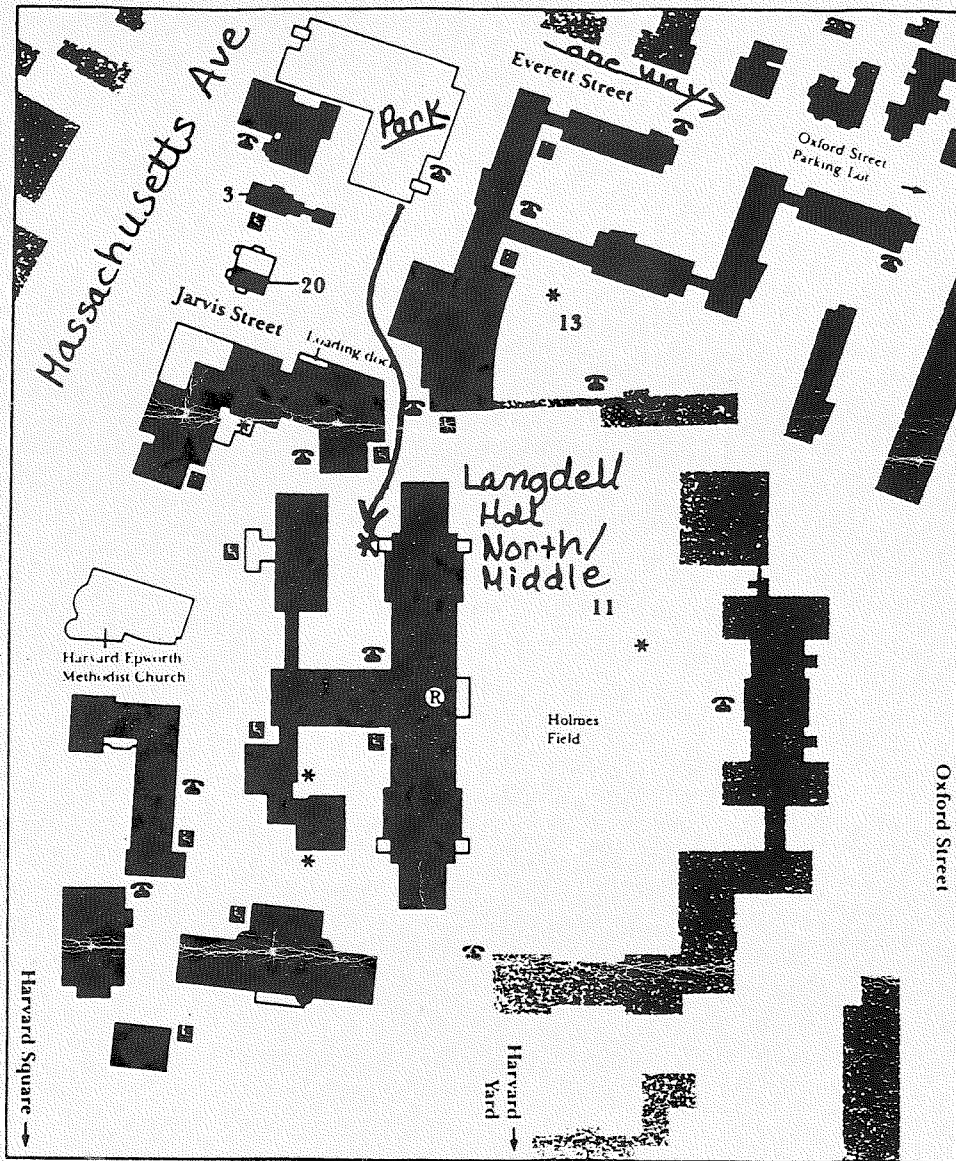 Massachusetts Ave
Park
one way
Everett Street
Oxford Street
Parking Lot
3
20
Jarvis Street
Loading dock
13
Langdell
Hall
North/
Middle
11
Harvard Epworth
Methodist Church
R
Holmes
Field
Oxford Street
Harvard Square
Harvard
Yard